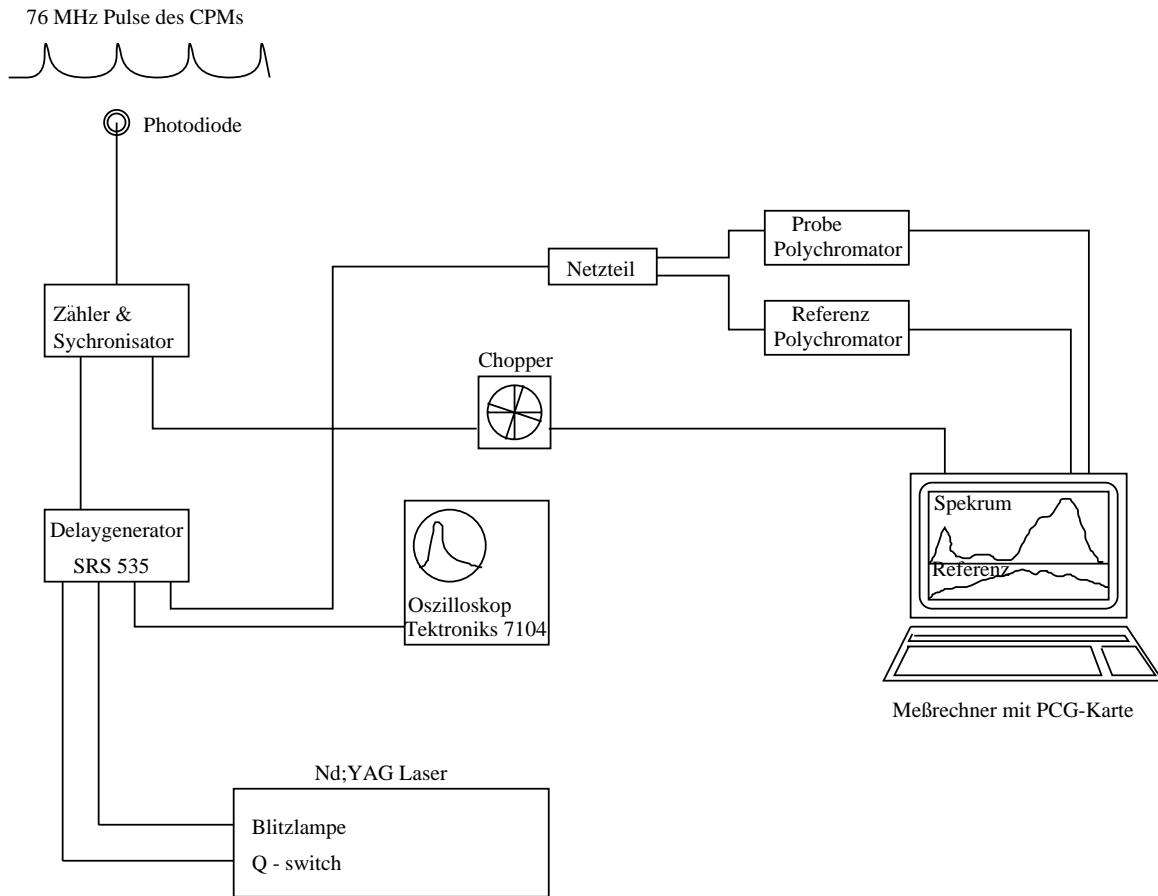 76 MHz Pulse des CPMs
Photodiode
Probe
Polychromator
Netzteil
Zähler &
Sychronisator
Referenz
Polychromator
Chopper
Delaygenerator
SRS 535
Oszilloskop
Tektroniks 7104
Spekrum
Referenz
Meßrechner mit PCG-Karte
Nd;YAG Laser
Blitzlampe
Q - switch